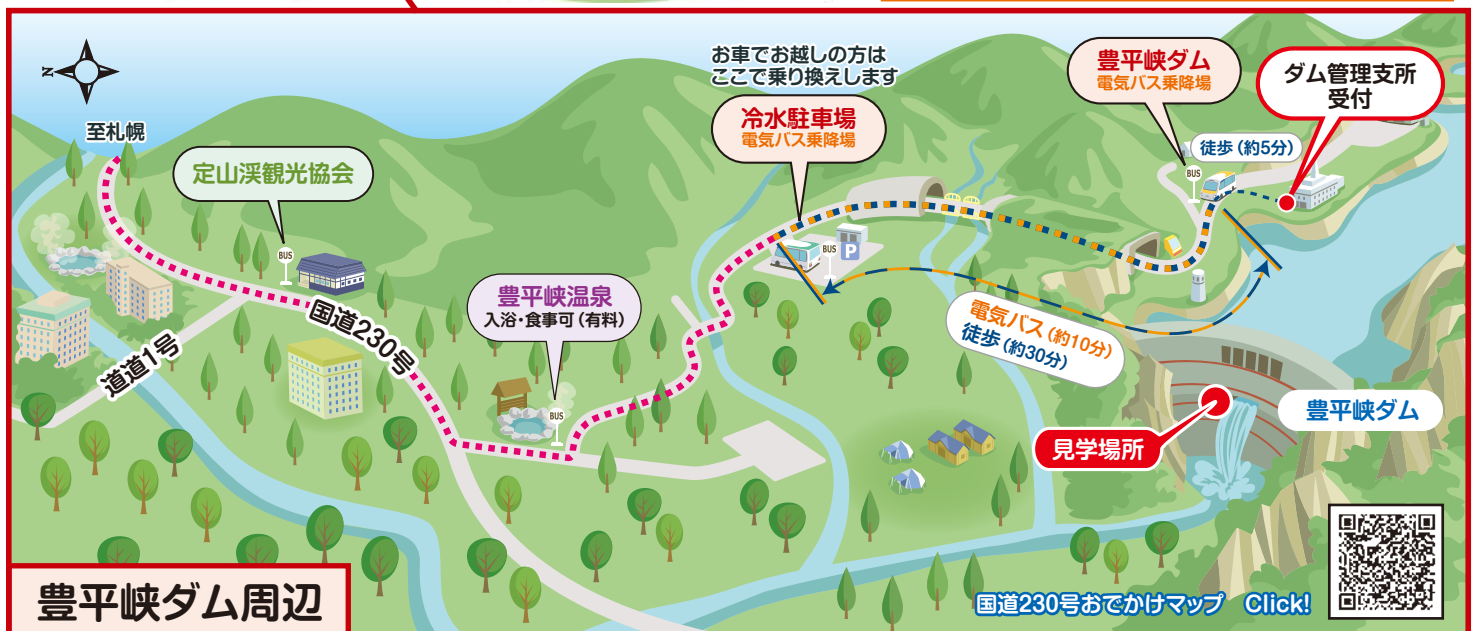 N
至札幌
定山渓観光協会
BUS
お車でお越しの方は
ここで乗り換えします
冷水駐車場
電気バス乗降場
豊平峡ダム
電気バス乗降場
ダム管理支所
受付
徒歩（約5分）
BUS
BUS
P
豊平峡温泉
入浴・食事可（有料）
BUS
国道230号
道道1号
電気バス（約10分）
徒歩（約30分）
見学場所
豊平峡ダム
豊平峡ダム周辺
国道230号おでかけマップ Click!